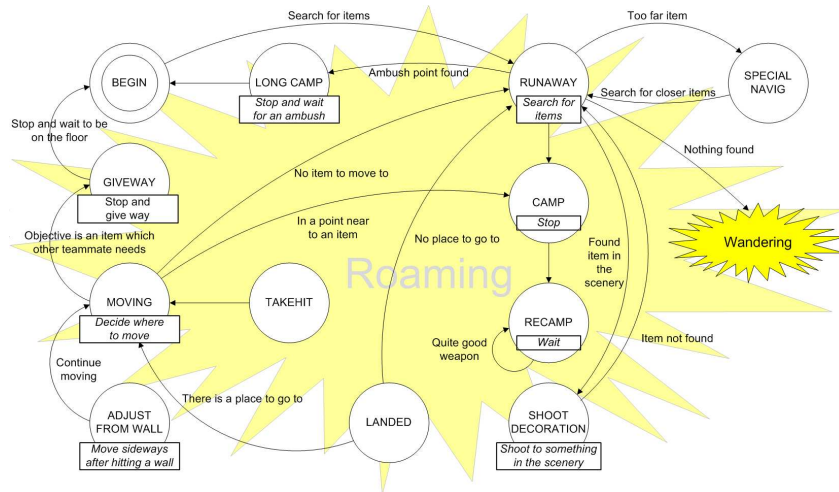 Search for items
Too far item
BEGIN
LONG CAMP
Stop and wait
for an ambush
Ambush point found
RUNAWAY
Search for
items
SPECIAL
NAVIG
Search for closer items
Stop and wait to be
on the floor
Nothing found
No item to move to
GIVEWAY
Stop and
give way
CAMP
Stop
In a point near
to an item
Objective is an item which
other teammate needs
No place to go to
Found
item in
the
scenery
Wandering
Roaming
MOVING
Decide where
to move
TAKEHIT
RECAMP
Wait
Quite good
weapon
Item not found
Continue
moving
There is a place to go to
ADJUST
FROM WALL
Move sideways
after hitting a wall
LANDED
SHOOT
DECORATION
Shoot to something
in the scenery